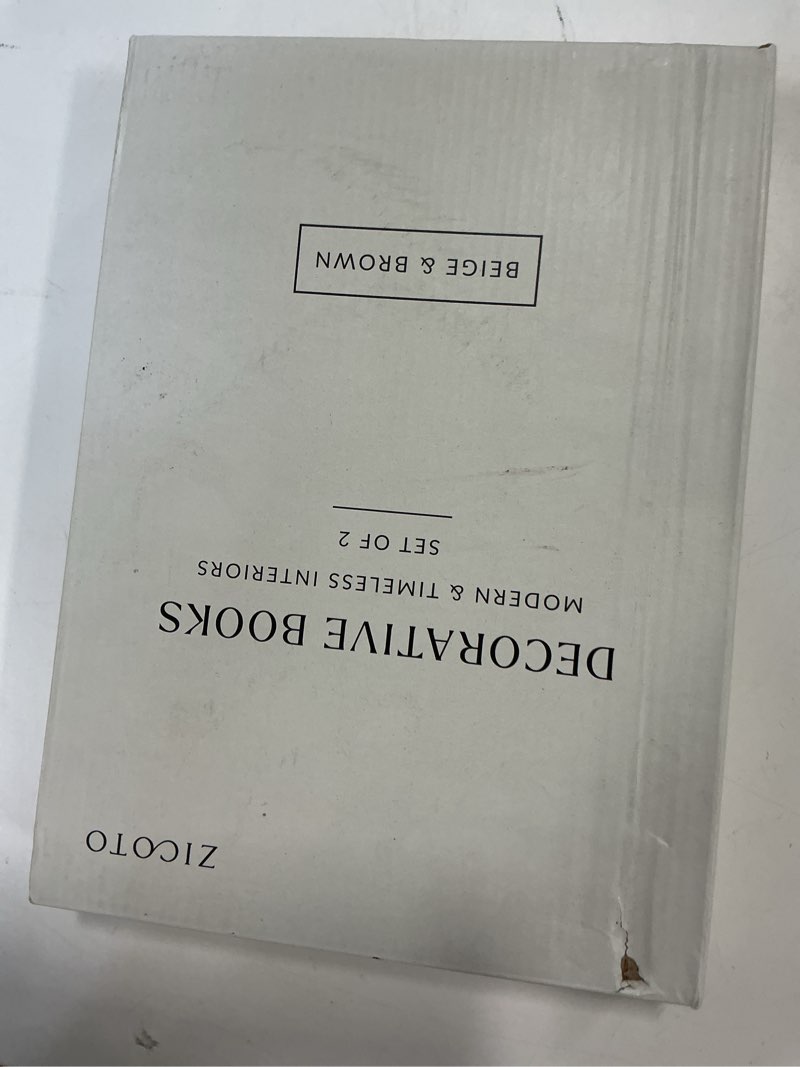 ZICOTO
DECORATIVE BOOKS
MODERN & TIMELESS INTERIORS
SET OF 2
BEIGE & BROWN